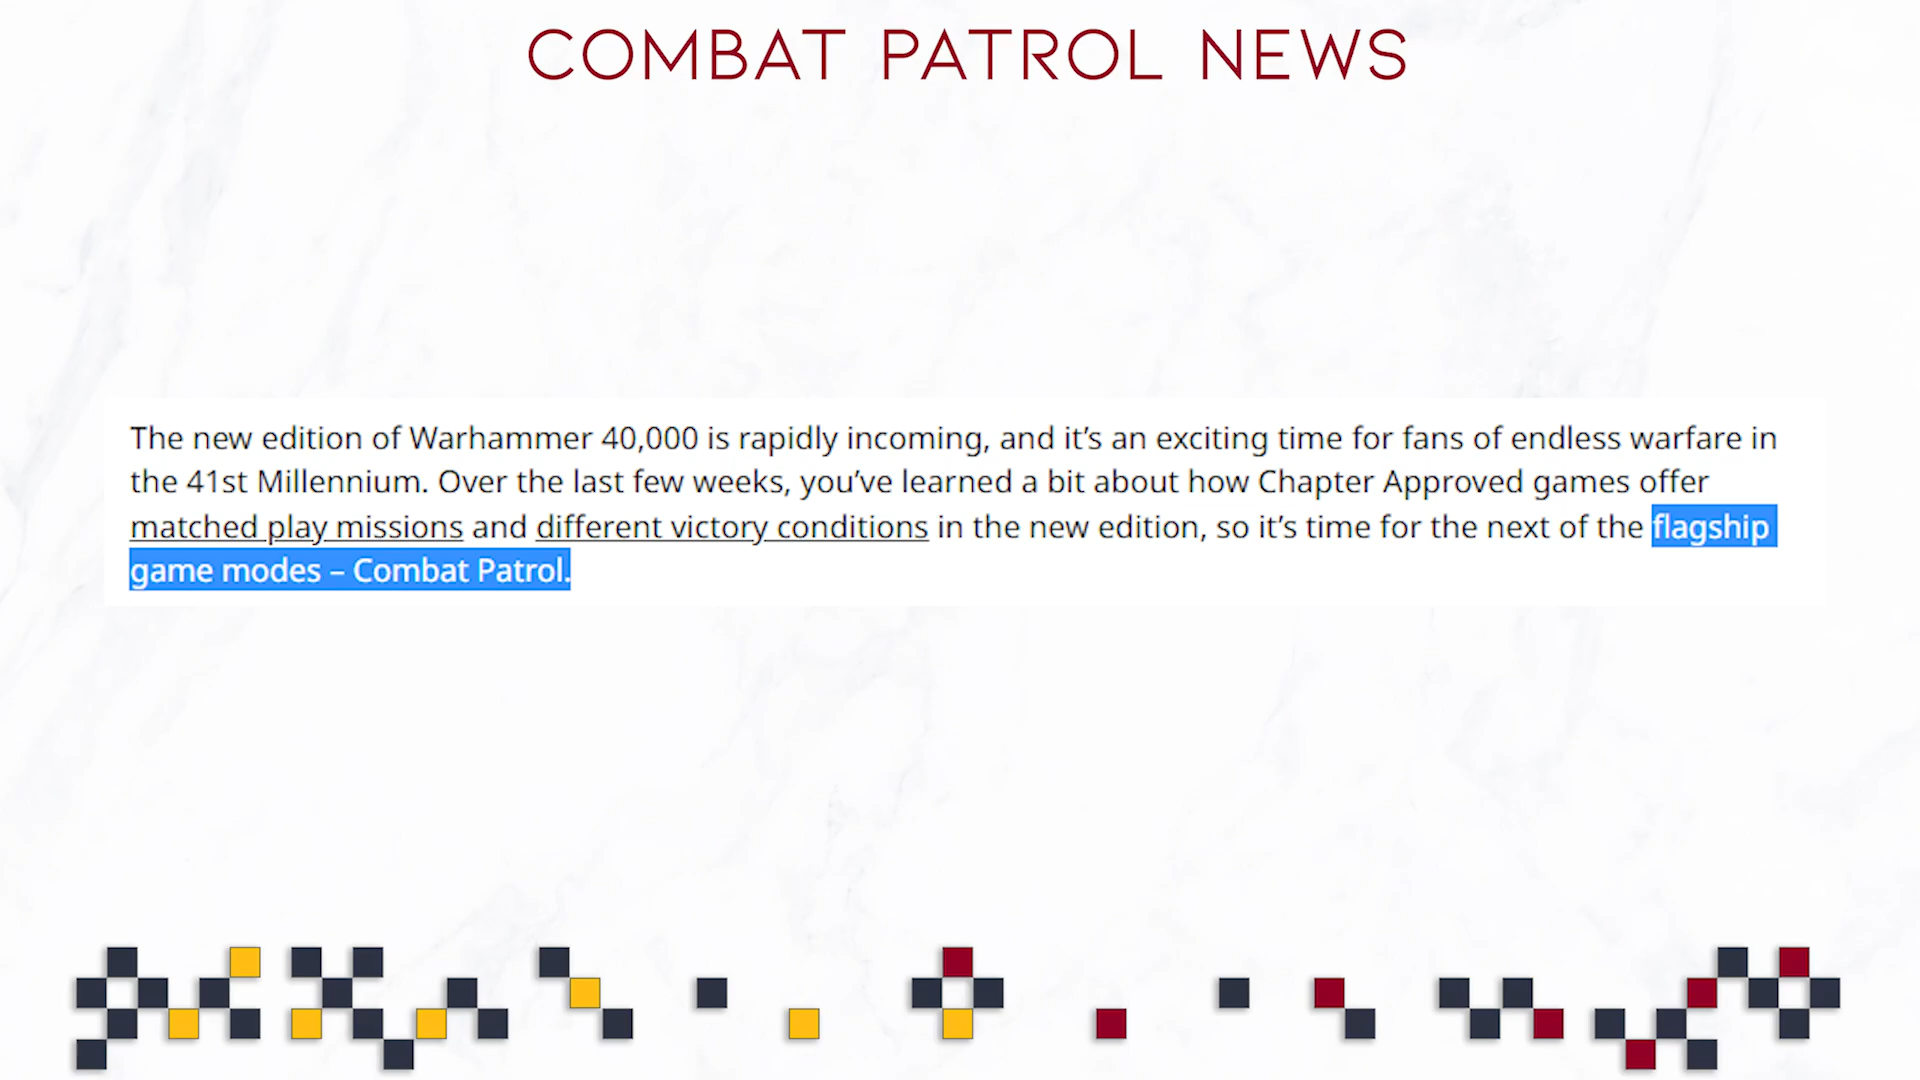 COMBAT PATROL NEWS
The new edition of Warhammer 40,000 is rapidly incoming, and it’s an exciting time for fans of endless warfare in
the 41st Millennium. Over the last few weeks, you’ve learned a bit about how Chapter Approved games offer
matched play missions and different victory conditions in the new edition, so it’s time for the next of the flagship
game modes – Combat Patrol.